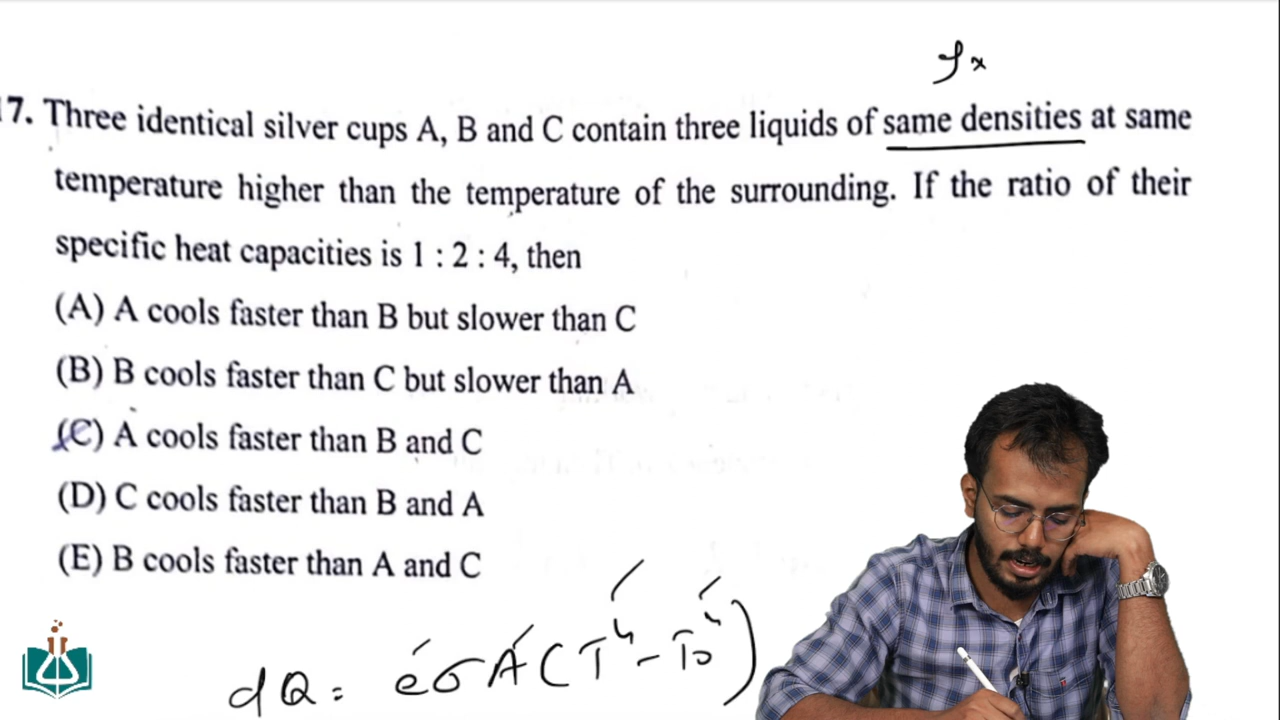 ρx
17. Three identical silver cups A, B and C contain three liquids of same densities at same
temperature higher than the temperature of the surrounding. If the ratio of their
specific heat capacities is 1 : 2 : 4, then
(A) A cools faster than B but slower than C
(B) B cools faster than C but slower than A
(C) A cools faster than B and C
(D) C cools faster than B and A
(E) B cools faster than A and C
dQ = eσA(T⁴ - T₀⁴)